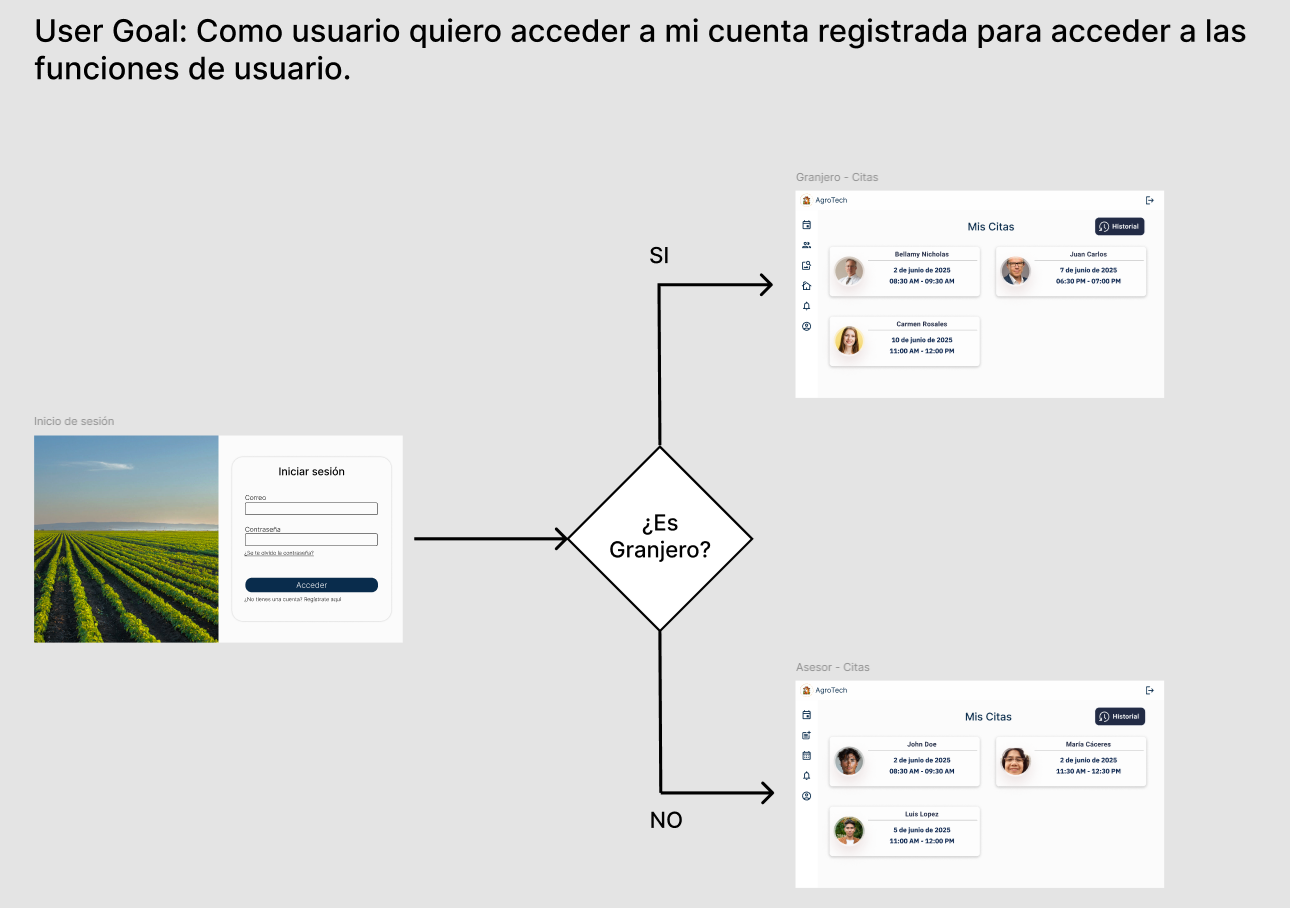 User Goal: Como usuario quiero acceder a mi cuenta registrada para acceder a las
funciones de usuario.
Granjero - Citas
AgroTech
Mis Citas
Historial
Bellamy Nicholas
2 de junio de 2025
08:30 AM - 09:30 AM
Juan Carlos
7 de junio de 2025
06:30 PM - 07:00 PM
Carmen Rosales
10 de junio de 2025
11:00 AM - 12:00 PM
SI
Inicio de sesión
Iniciar sesión
Correo
Contraseña
¿Se te olvido la contraseña?
Acceder
¿No tienes una cuenta? Regístrate aquí
¿Es
Granjero?
NO
Asesor - Citas
AgroTech
Mis Citas
Historial
John Doe
2 de junio de 2025
08:30 AM - 09:30 AM
María Cáceres
2 de junio de 2025
11:30 AM - 12:30 PM
Luis Lopez
5 de junio de 2025
11:00 AM - 12:00 PM